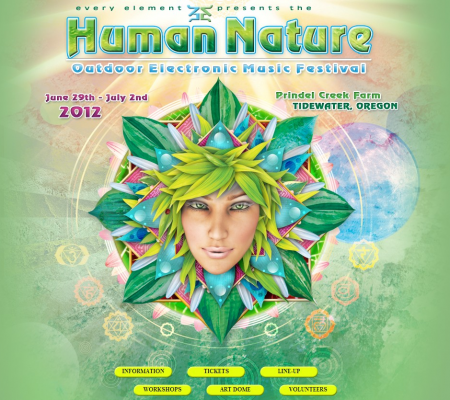 every element presents the
Human Nature
Outdoor Electronic Music Festival
June 29th - July 2nd
2012
Prindel Creek Farm
TIDEWATER, OREGON
INFORMATION
TICKETS
LINE-UP
WORKSHOPS
ART DOME
VOLUNTEERS